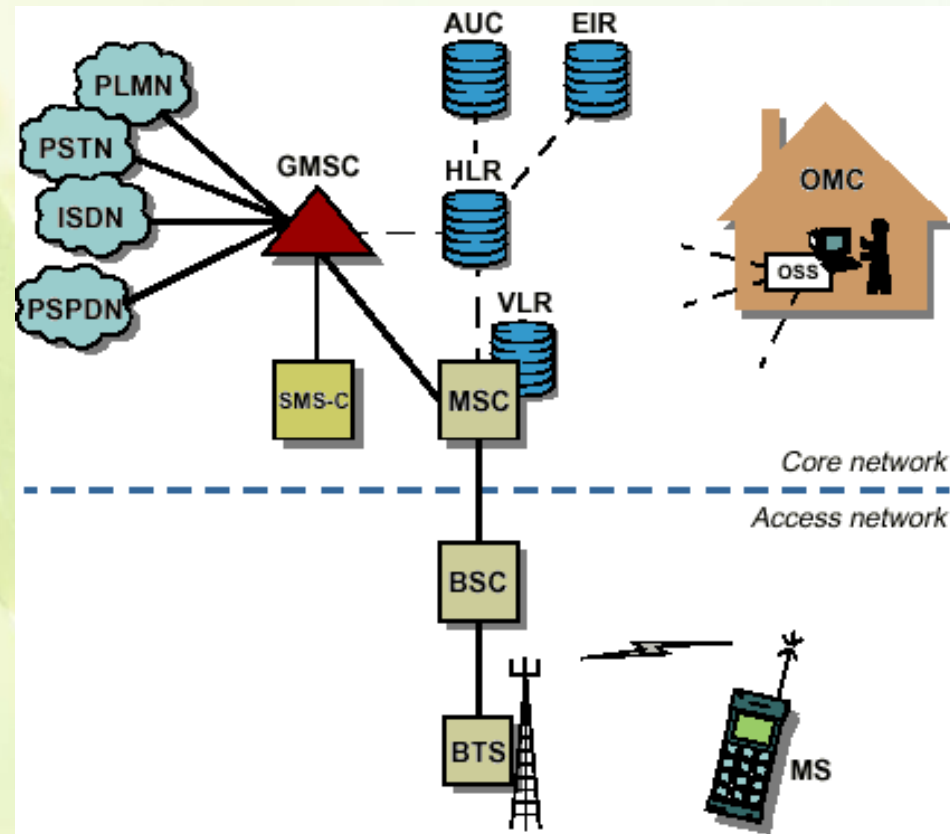 AUC
EIR
PLMN
PSTN
GMSC
HLR
OMC
ISDN
OSS
PSPDN
VLR
SMS-C
MSC
Core network
Access network
BSC
BTS
MS